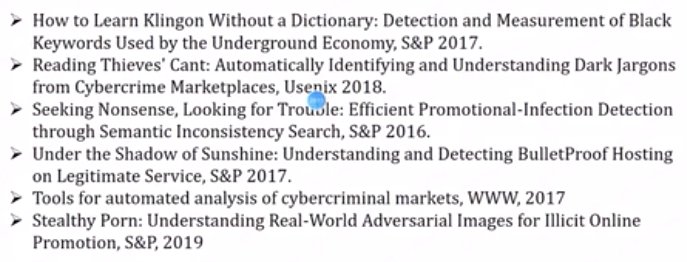 ➤ How to Learn Klingon Without a Dictionary: Detection and Measurement of Black
Keywords Used by the Underground Economy, S&P 2017.
➤ Reading Thieves' Cant: Automatically Identifying and Understanding Dark Jargons
from Cybercrime Marketplaces, Usenix 2018.
➤ Seeking Nonsense, Looking for Trouble: Efficient Promotional-Infection Detection
through Semantic Inconsistency Search, S&P 2016.
➤ Under the Shadow of Sunshine: Understanding and Detecting BulletProof Hosting
on Legitimate Service, S&P 2017.
➤ Tools for automated analysis of cybercriminal markets, WWW, 2017
➤ Stealthy Porn: Understanding Real-World Adversarial Images for Illicit Online
Promotion, S&P, 2019